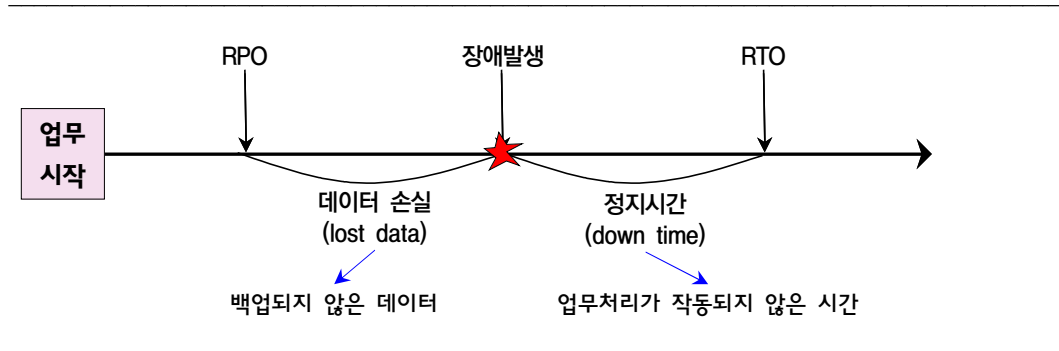 RPO 장애발생 RTO
업무
시작
데이터 손실
(lost data)
정지시간
(down time)
백업되지 않은 데이터
업무처리가 작동되지 않은 시간